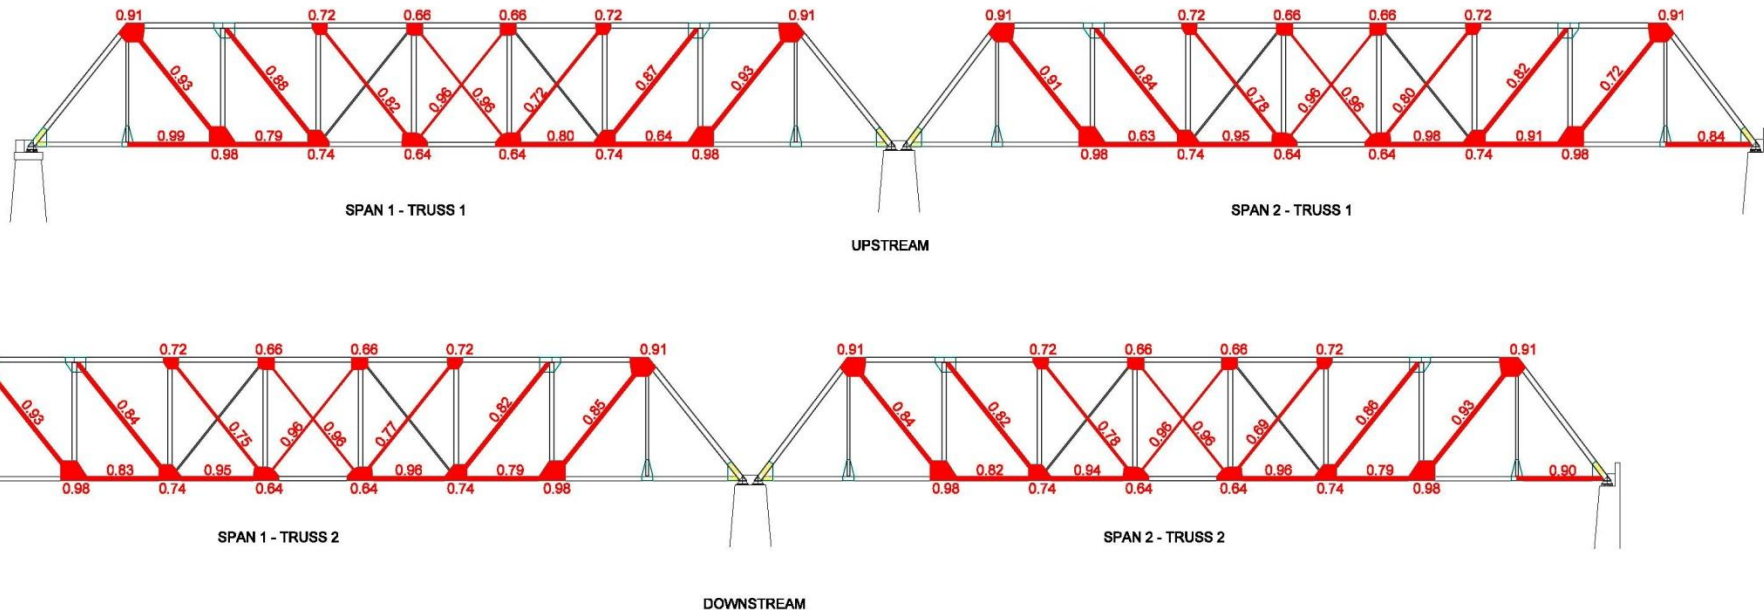 0.91 0.72 0.66 0.66 0.72 0.91 0.91 0.72 0.66 0.66 0.72 0.91
0.93 0.88 0.82 0.96 0.96 0.72 0.87 0.93 0.91 0.84 0.78 0.96 0.96 0.80 0.82 0.72
0.99 0.79 0.80 0.64 0.63 0.95 0.98 0.91 0.84
0.98 0.74 0.64 0.64 0.74 0.98 0.98 0.74 0.64 0.64 0.74 0.98
SPAN 1 - TRUSS 1 SPAN 2 - TRUSS 1
UPSTREAM
0.72 0.66 0.66 0.72 0.91 0.91 0.72 0.66 0.66 0.72 0.91
0.93 0.84 0.75 0.96 0.96 0.77 0.82 0.85 0.84 0.82 0.78 0.96 0.96 0.69 0.86 0.93
0.83 0.95 0.96 0.79 0.82 0.94 0.96 0.79 0.90
0.98 0.74 0.64 0.64 0.74 0.98 0.98 0.74 0.64 0.64 0.74 0.98
SPAN 1 - TRUSS 2 SPAN 2 - TRUSS 2
DOWNSTREAM